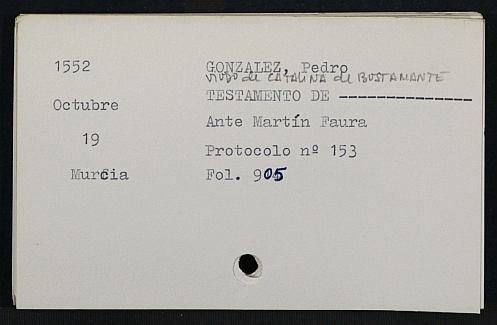 1552
GONZALEZ, Pedro
VIUDO de CATALINA de BUSTAMANTE
Octubre
TESTAMENTO DE ---------------
19
Ante Martín Faura
Protocolo nº 153
Murcia
Fol. 905